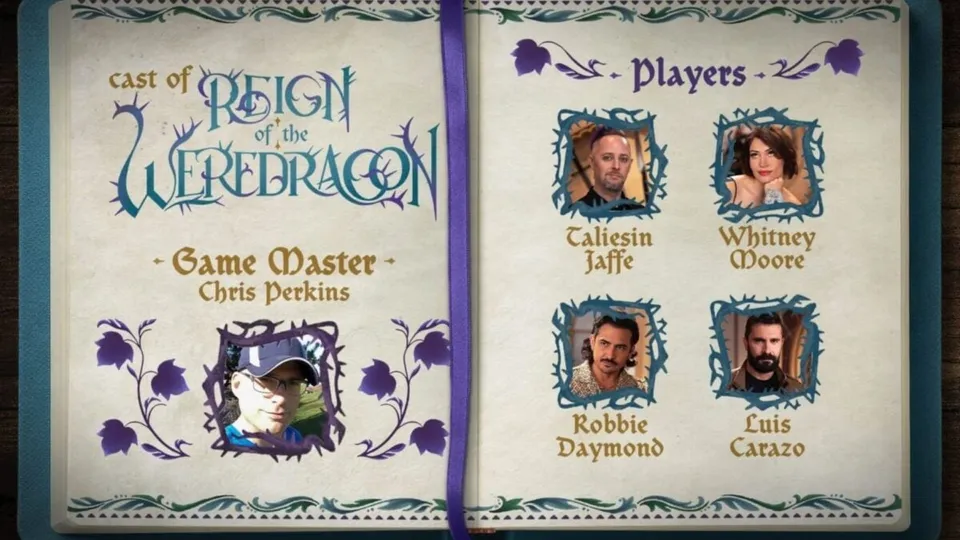 cast of REIGN
of the
WEREDRAGON
Game Master
Chris Perkins
Players
Taliesin
Jaffe
Whitney
Moore
Robbie
Daymond
Luis
Carazo